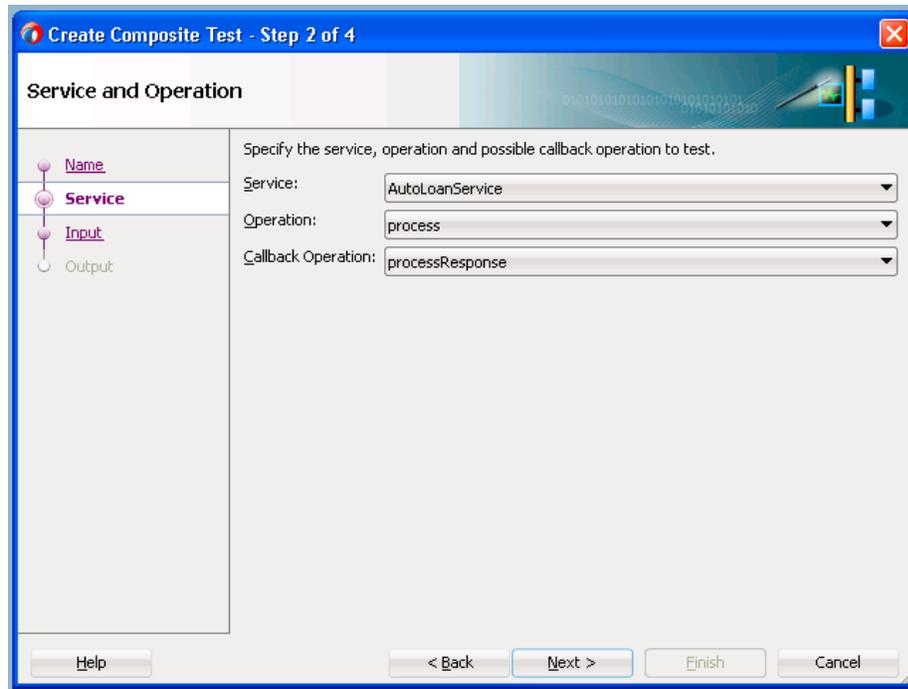 Create Composite Test - Step 2 of 4
Service and Operation
Name
Service
Input
Output
Specify the service, operation and possible callback operation to test.
Service: AutoLoanService
Operation: process
Callback Operation: processResponse
Help
< Back
Next >
Finish
Cancel